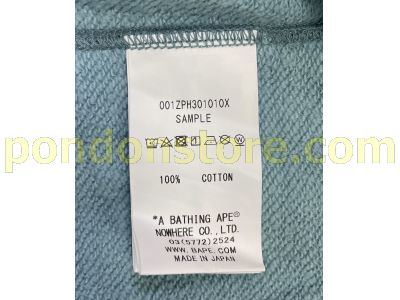 001ZPH301010X
SAMPLE
100% COTTON
*A BATHING APE®
NOWHERE CO., LTD.
03(5772)2524
WWW.BAPE.COM
MADE IN JAPAN
pondonstore.com